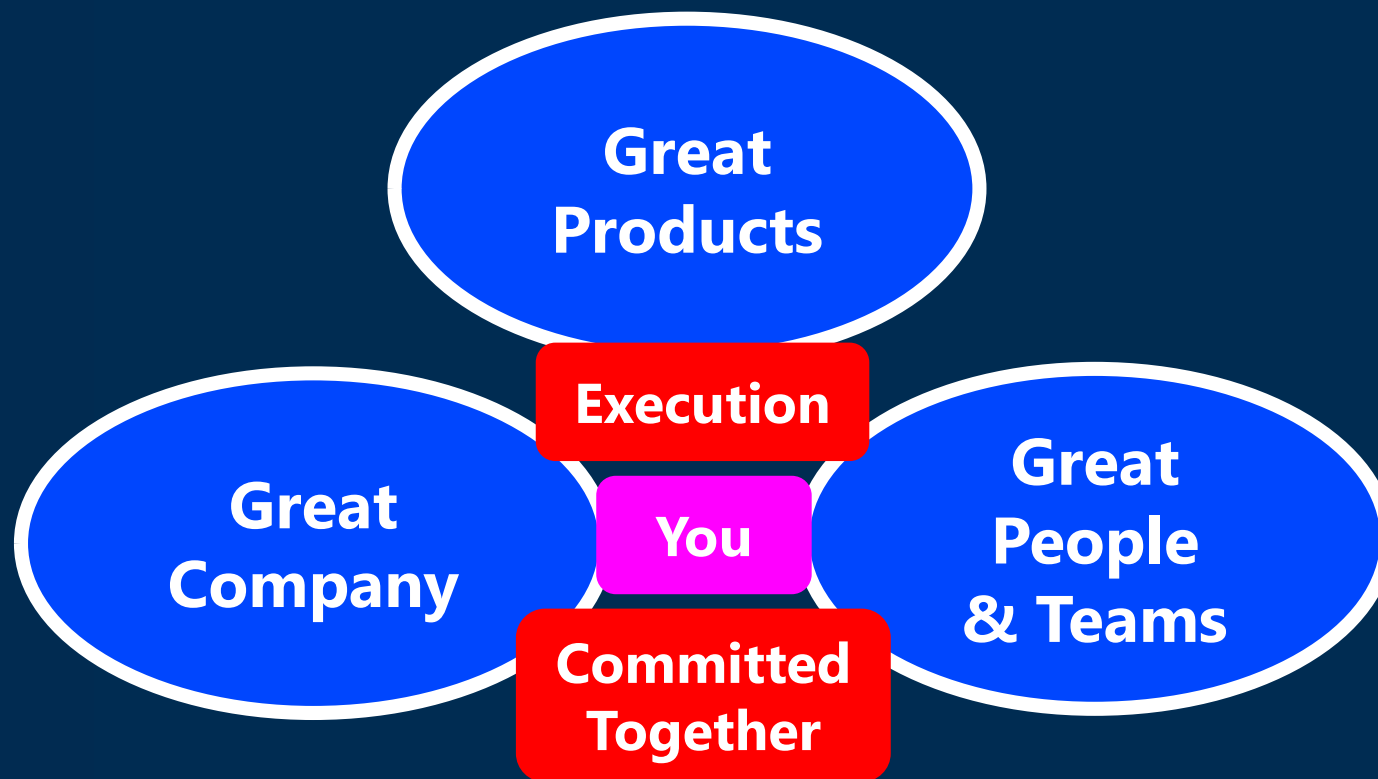 Great
Products
Execution
Great
Company
You
Great
People
& Teams
Committed
Together